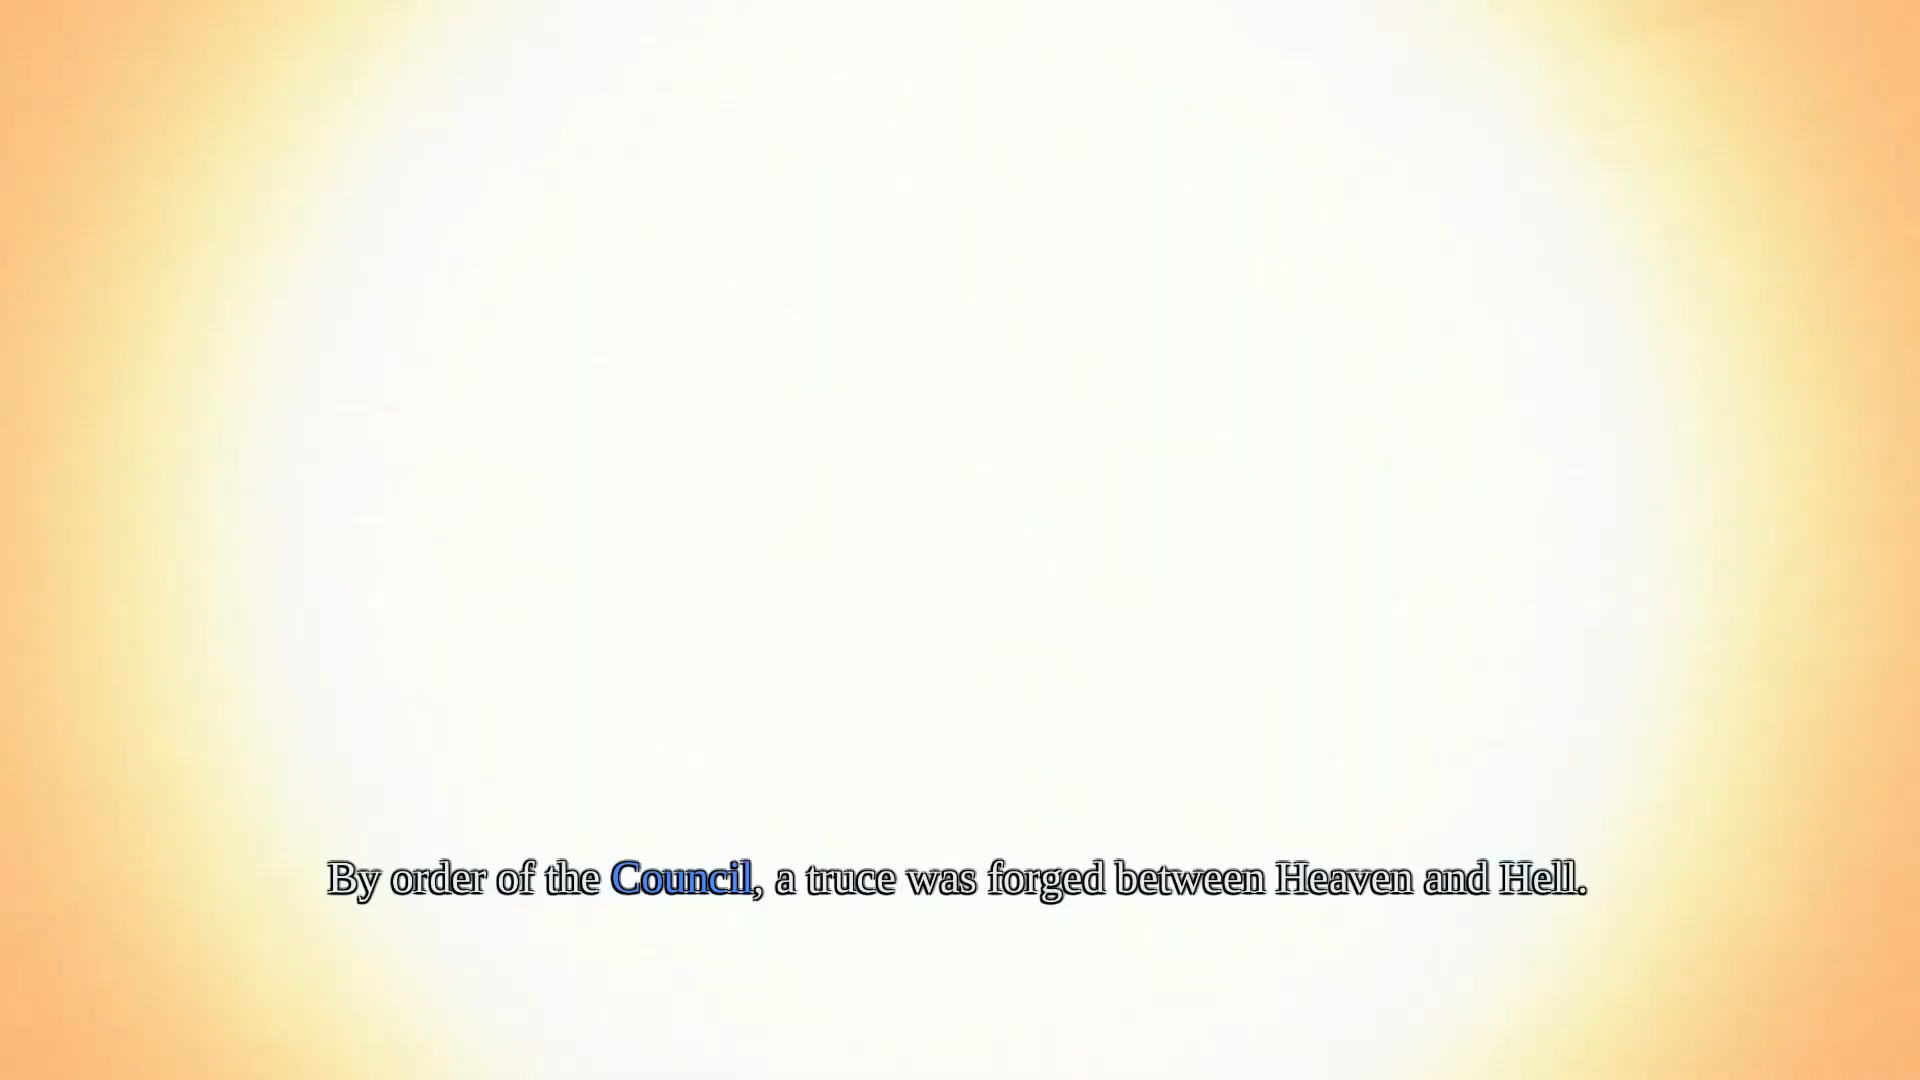 By order of the Council, a truce was forged between Heaven and Hell.